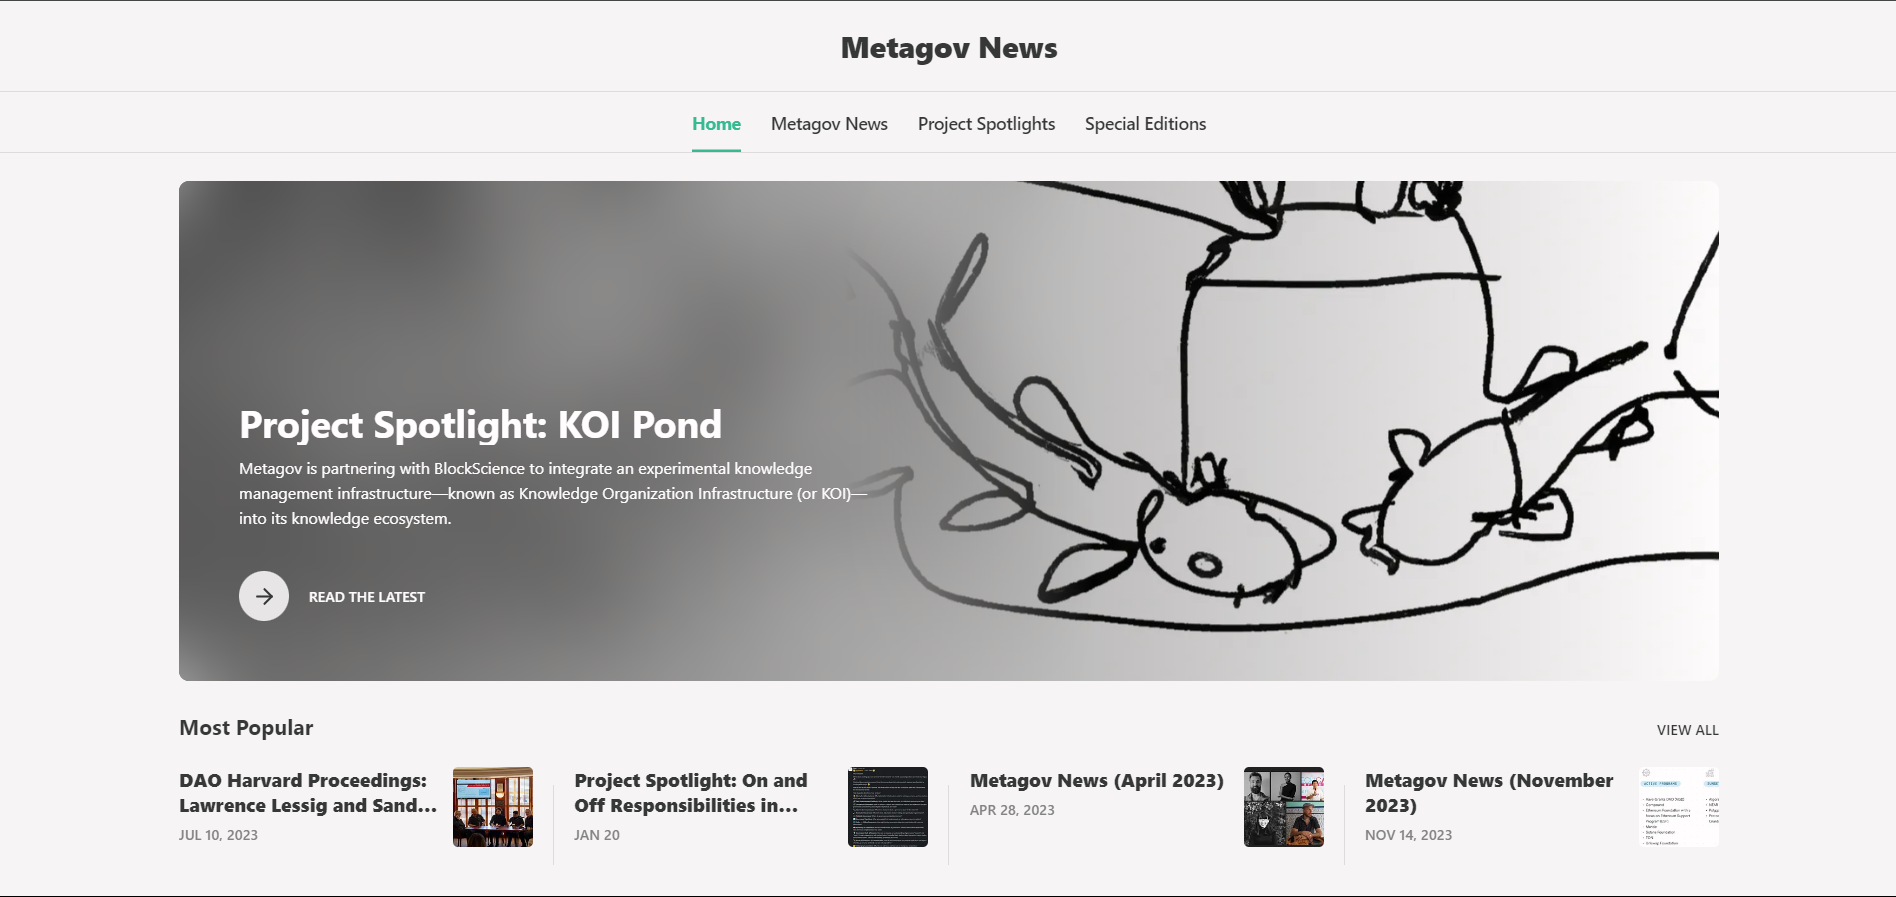 Metagov News
Home
Metagov News
Project Spotlights
Special Editions
Project Spotlight: KOI Pond
Metagov is partnering with BlockScience to integrate an experimental knowledge
management infrastructure—known as Knowledge Organization Infrastructure (or KOI)—
into its knowledge ecosystem.
READ THE LATEST
Most Popular
VIEW ALL
DAO Harvard Proceedings:
Lawrence Lessig and Sand...
JUL 10, 2023
Project Spotlight: On and
Off Responsibilities in...
JAN 20
Metagov News (April 2023)
APR 28, 2023
Metagov News (November
2023)
NOV 14, 2023
ACTIVE PROGRAMS